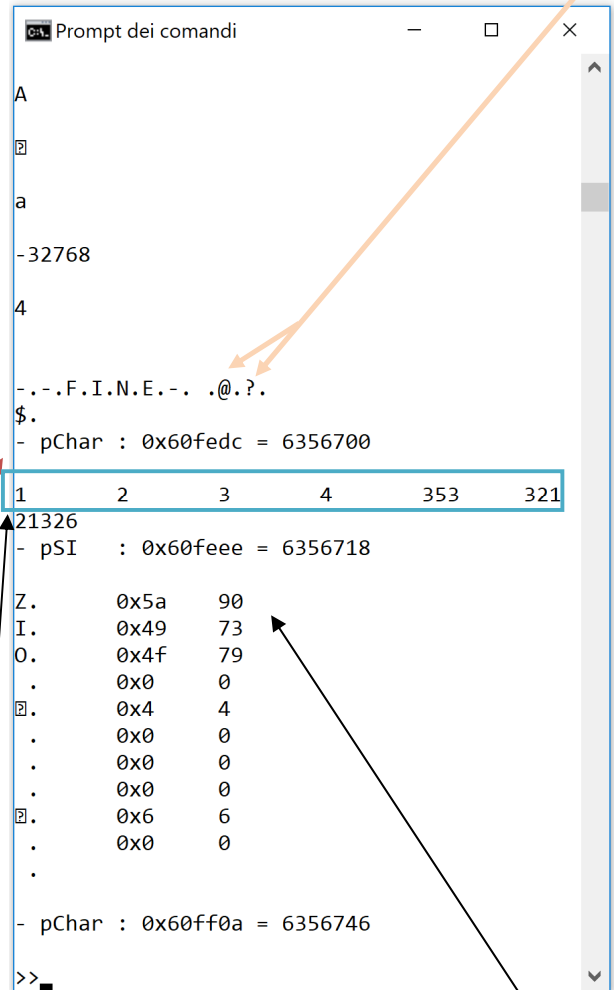 Prompt dei comandi
A
⍰
a
-32768
4
-.-.F.I.N.E.-. .@.?.
$.
- pChar : 0x60fedc = 6356700
1 2 3 4 353 321
21326
- pSI : 0x60feee = 6356718
Z. 0x5a 90
I. 0x49 73
O. 0x4f 79
. 0x0 0
⍰. 0x4 4
. 0x0 0
. 0x0 0
. 0x0 0
⍰. 0x6 6
. 0x0 0
.
- pChar : 0x60ff0a = 6356746
>>